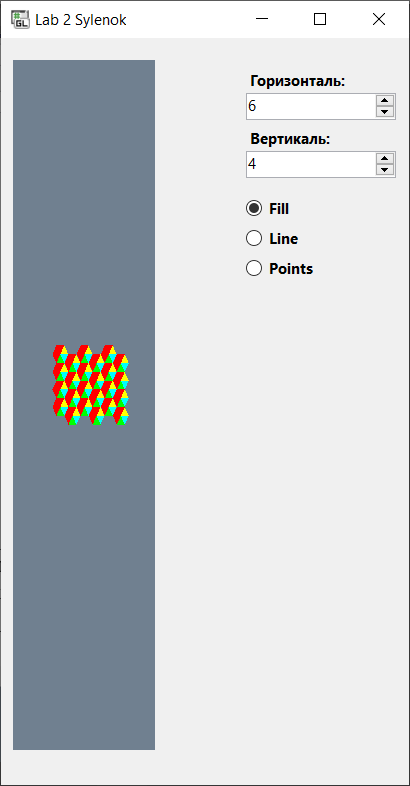 Lab 2 Sylenok
Горизонталь:
6
Вертикаль:
4
Fill
Line
Points